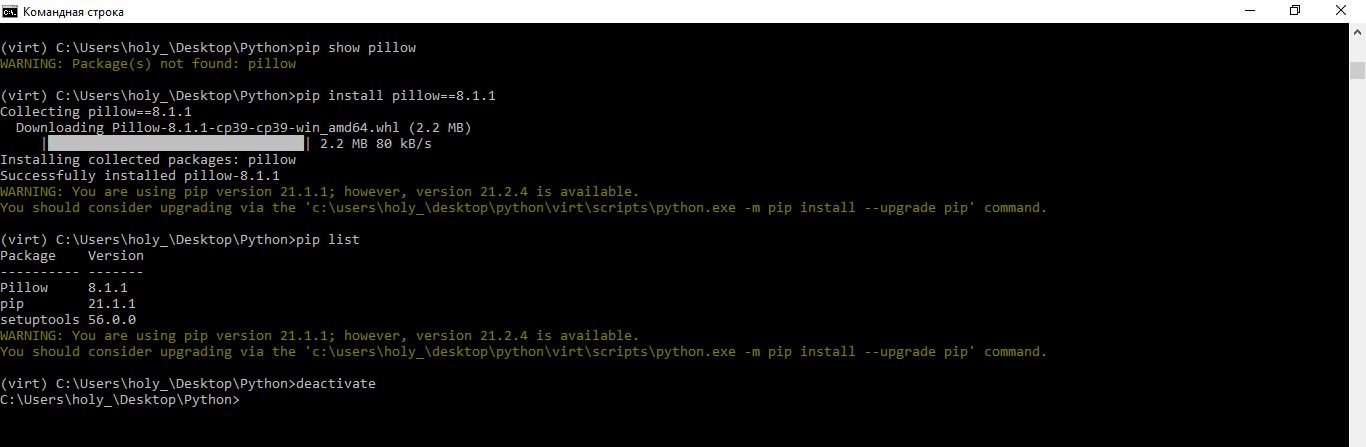 Командная строка
(virt) C:\Users\holy_\Desktop\Python>pip show pillow
WARNING: Package(s) not found: pillow
(virt) C:\Users\holy_\Desktop\Python>pip install pillow==8.1.1
Collecting pillow==8.1.1
  Downloading Pillow-8.1.1-cp39-cp39-win_amd64.whl (2.2 MB)
     |████████████████████████████████| 2.2 MB 80 kB/s
Installing collected packages: pillow
Successfully installed pillow-8.1.1
WARNING: You are using pip version 21.1.1; however, version 21.2.4 is available.
You should consider upgrading via the 'c:\users\holy_\desktop\python\virt\scripts\python.exe -m pip install --upgrade pip' command.
(virt) C:\Users\holy_\Desktop\Python>pip list
Package    Version
---------- -------
Pillow     8.1.1
pip        21.1.1
setuptools 56.0.0
WARNING: You are using pip version 21.1.1; however, version 21.2.4 is available.
You should consider upgrading via the 'c:\users\holy_\desktop\python\virt\scripts\python.exe -m pip install --upgrade pip' command.
(virt) C:\Users\holy_\Desktop\Python>deactivate
C:\Users\holy_\Desktop\Python>